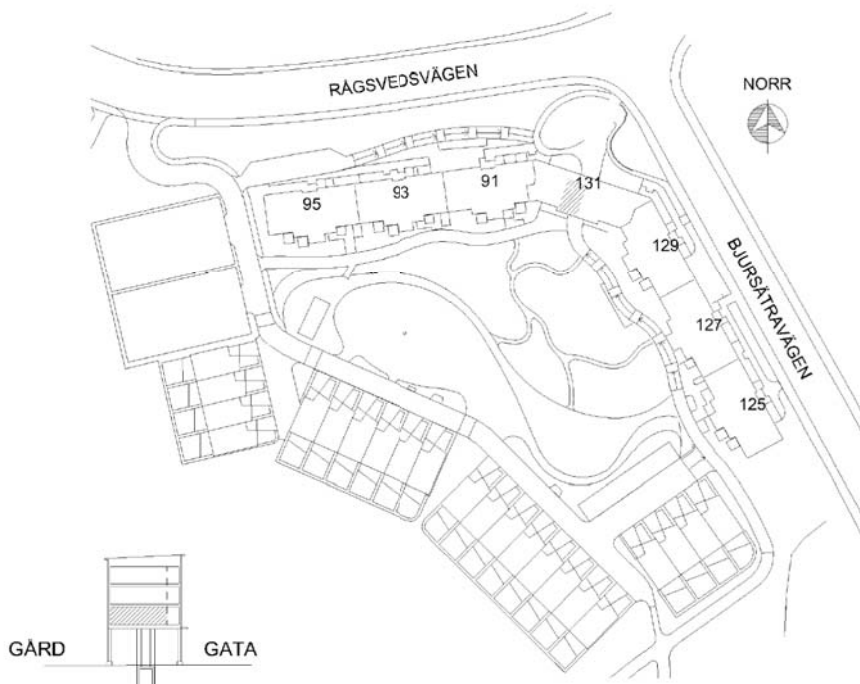 RÅGSVEDSVÄGEN
NORR
95
93
91
131
129
127
125
BJURSÄTRAVÄGEN
GÅRD
GATA